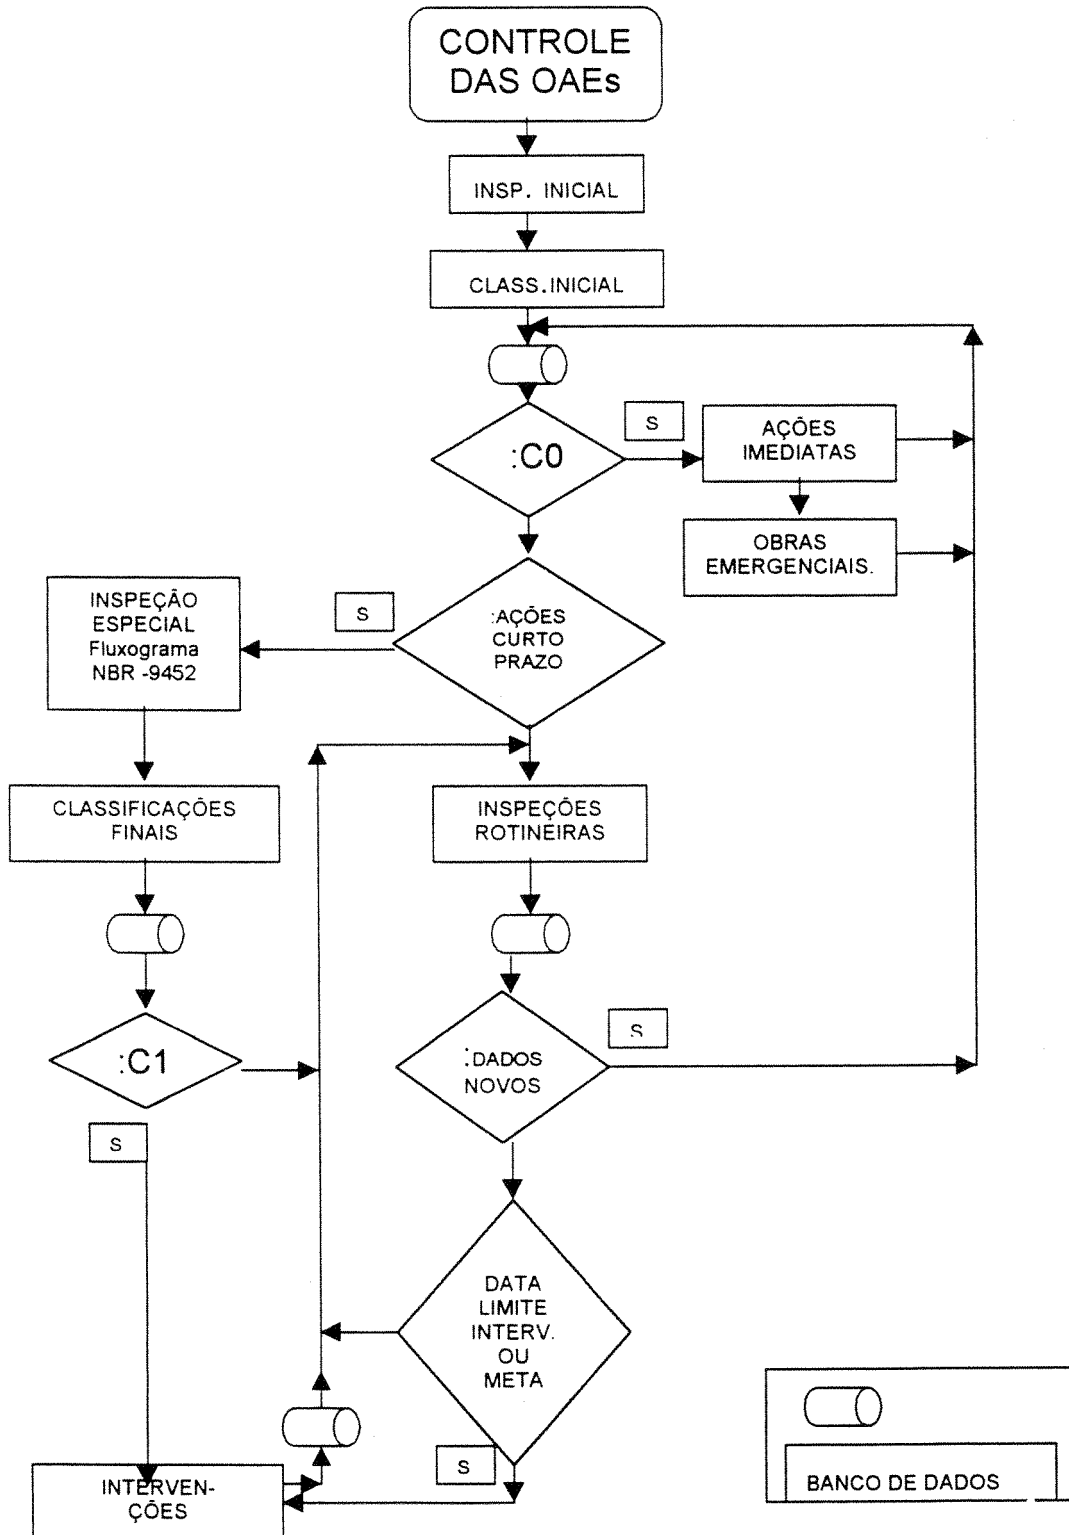 CONTROLE
DAS OAEs
INSP. INICIAL
CLASS.INICIAL
:C0
S
AÇÕES
IMEDIATAS
OBRAS
EMERGENCIAIS.
:AÇÕES
CURTO
PRAZO
S
INSPEÇÃO
ESPECIAL
Fluxograma
NBR -9452
CLASSIFICAÇÕES
FINAIS
INSPEÇÕES
ROTINEIRAS
:C1
S
:DADOS
NOVOS
S
DATA
LIMITE
INTERV.
OU
META
S
INTERVEN-
ÇÕES
BANCO DE DADOS